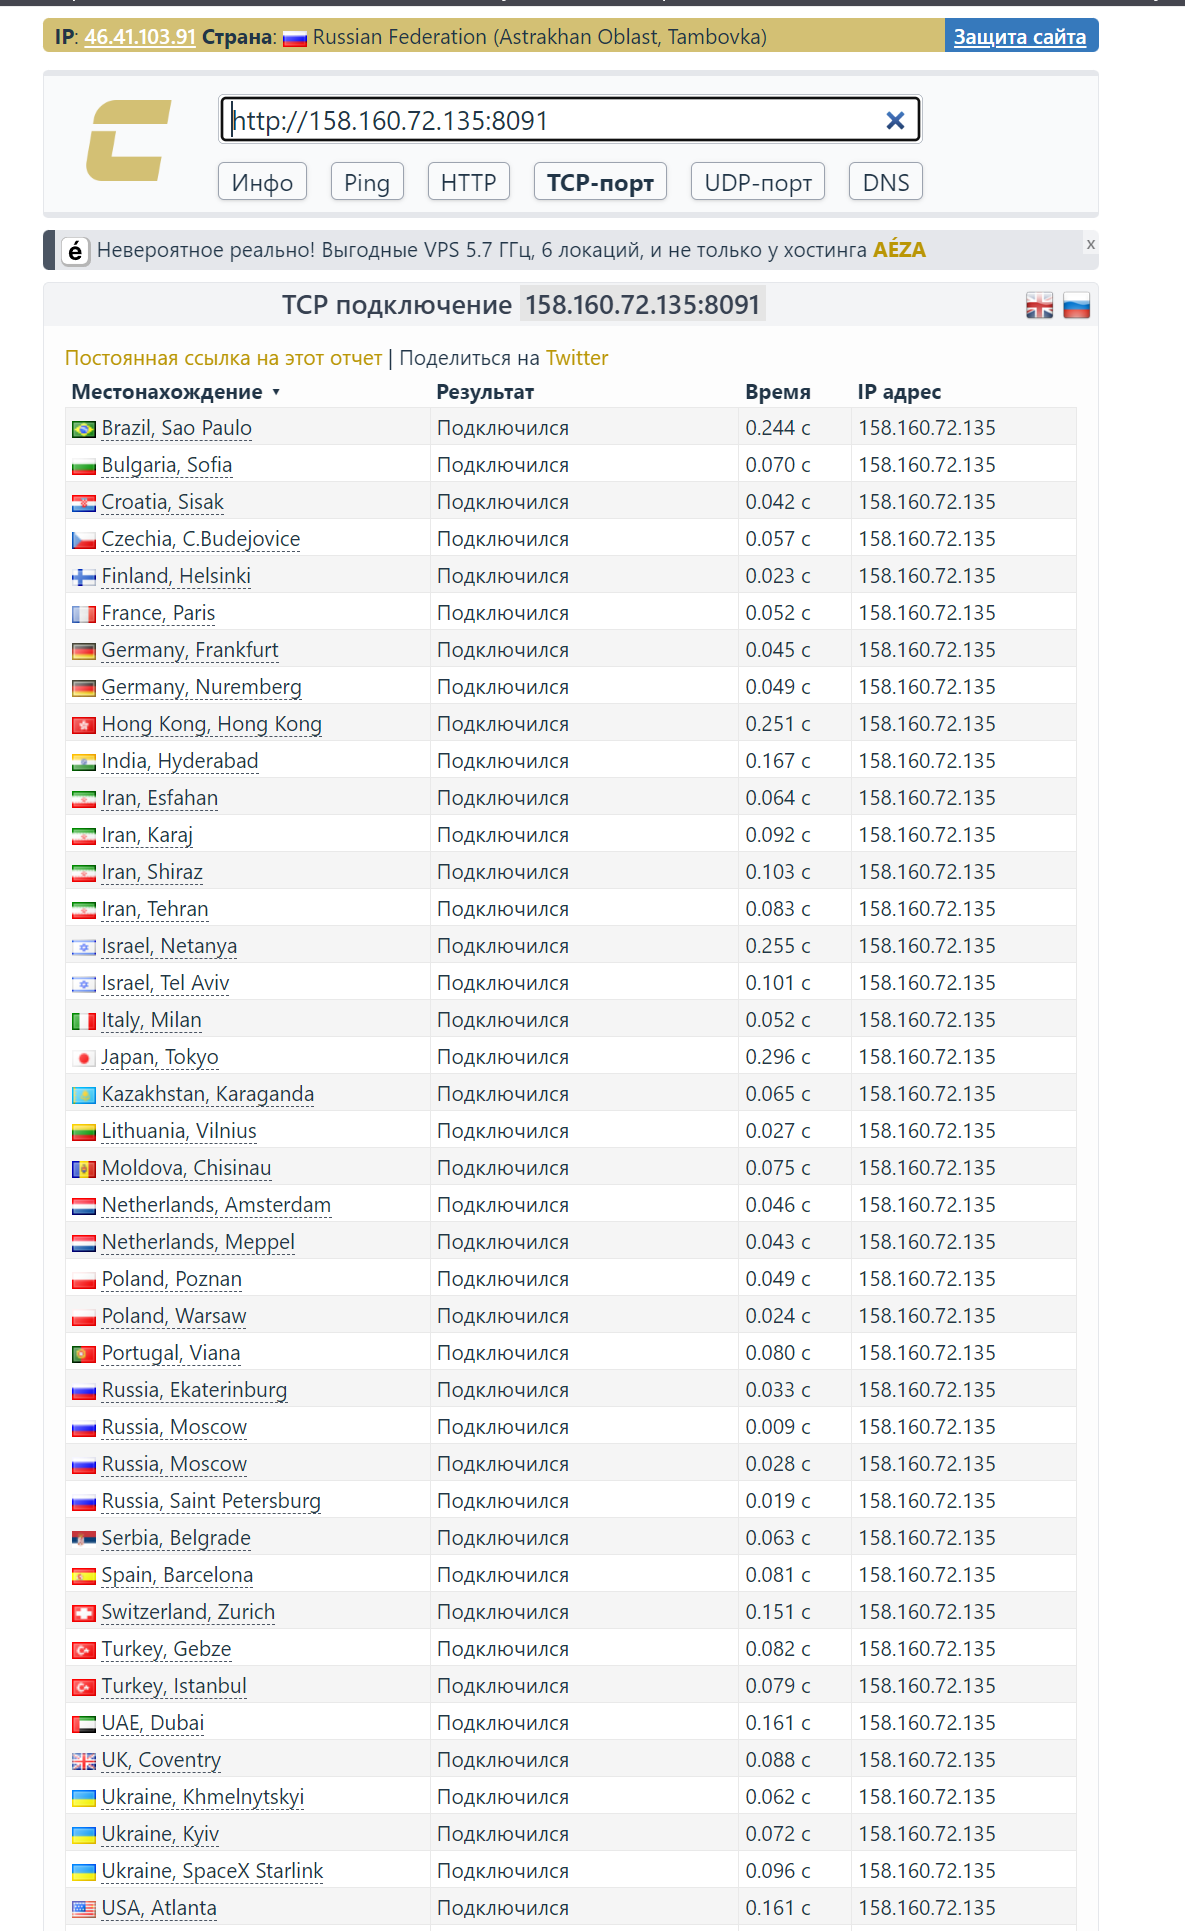 IP: 46.41.103.91 Страна: Russian Federation (Astrakhan Oblast, Tambovka) Защита сайта
http://158.160.72.135:8091
Инфо Ping HTTP TCP-порт UDP-порт DNS
é Невероятное реально! Выгодные VPS 5.7 ГГц, 6 локаций, и не только у хостинга AÉZA x
TCP подключение 158.160.72.135:8091
Постоянная ссылка на этот отчет | Поделиться на Twitter
Местонахождение ▼ Результат Время IP адрес
Brazil, Sao Paulo Подключился 0.244 с 158.160.72.135
Bulgaria, Sofia Подключился 0.070 с 158.160.72.135
Croatia, Sisak Подключился 0.042 с 158.160.72.135
Czechia, C.Budejovice Подключился 0.057 с 158.160.72.135
Finland, Helsinki Подключился 0.023 с 158.160.72.135
France, Paris Подключился 0.052 с 158.160.72.135
Germany, Frankfurt Подключился 0.045 с 158.160.72.135
Germany, Nuremberg Подключился 0.049 с 158.160.72.135
Hong Kong, Hong Kong Подключился 0.251 с 158.160.72.135
India, Hyderabad Подключился 0.167 с 158.160.72.135
Iran, Esfahan Подключился 0.064 с 158.160.72.135
Iran, Karaj Подключился 0.092 с 158.160.72.135
Iran, Shiraz Подключился 0.103 с 158.160.72.135
Iran, Tehran Подключился 0.083 с 158.160.72.135
Israel, Netanya Подключился 0.255 с 158.160.72.135
Israel, Tel Aviv Подключился 0.101 с 158.160.72.135
Italy, Milan Подключился 0.052 с 158.160.72.135
Japan, Tokyo Подключился 0.296 с 158.160.72.135
Kazakhstan, Karaganda Подключился 0.065 с 158.160.72.135
Lithuania, Vilnius Подключился 0.027 с 158.160.72.135
Moldova, Chisinau Подключился 0.075 с 158.160.72.135
Netherlands, Amsterdam Подключился 0.046 с 158.160.72.135
Netherlands, Meppel Подключился 0.043 с 158.160.72.135
Poland, Poznan Подключился 0.049 с 158.160.72.135
Poland, Warsaw Подключился 0.024 с 158.160.72.135
Portugal, Viana Подключился 0.080 с 158.160.72.135
Russia, Ekaterinburg Подключился 0.033 с 158.160.72.135
Russia, Moscow Подключился 0.009 с 158.160.72.135
Russia, Moscow Подключился 0.028 с 158.160.72.135
Russia, Saint Petersburg Подключился 0.019 с 158.160.72.135
Serbia, Belgrade Подключился 0.063 с 158.160.72.135
Spain, Barcelona Подключился 0.081 с 158.160.72.135
Switzerland, Zurich Подключился 0.151 с 158.160.72.135
Turkey, Gebze Подключился 0.082 с 158.160.72.135
Turkey, Istanbul Подключился 0.079 с 158.160.72.135
UAE, Dubai Подключился 0.161 с 158.160.72.135
UK, Coventry Подключился 0.088 с 158.160.72.135
Ukraine, Khmelnytskyi Подключился 0.062 с 158.160.72.135
Ukraine, Kyiv Подключился 0.072 с 158.160.72.135
Ukraine, SpaceX Starlink Подключился 0.096 с 158.160.72.135
USA, Atlanta Подключился 0.161 с 158.160.72.135